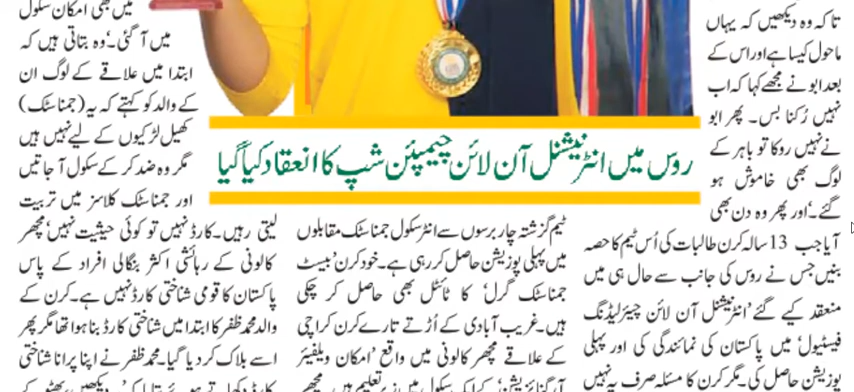 تاکہ وہ دیکھیں کہ یہاں
ماحول کیسا ہے اور اس کے
بعد ابو نے مجھے کہا کہ اب
نہیں رُکنا بس۔ پھر ابو
نے نہیں روکا تو باہر کے
لوگ بھی خاموش ہو
گئے۔‘اور پھر وہ دن بھی
آیا جب 13 سالہ کرن طالبات کی اُس ٹیم کا حصہ
بنیں جس نے روس کی جانب سے حال ہی میں
منعقد کیے گئے ’انٹرنیشنل آن لائن چیئرلیڈنگ
فیسٹیول‘ میں پاکستان کی نمائندگی کی اور پہلی
پوزیشن حاصل کی۔ مگر کرن کا مسئلہ صرف یہ نہیں
روس میں انٹرنیشنل آن لائن چیمپئن شپ کا انعقاد کیا گیا
ٹیم گزشتہ چار برسوں سے انٹر سکول جمناسٹک مقابلوں
میں پہلی پوزیشن حاصل کر رہی ہے۔ خود کرن ’بیسٹ
جمناسٹک گرل‘ کا ٹائٹل بھی حاصل کر چکی
ہیں۔غریب آبادی کے اُڑتے تارے کرن کراچی
کے علاقے مچھر کالونی میں واقع ’امکان ویلفیئر
آرگنائزیشن‘ کے ایک سکول میں زیر تعلیم ہیں۔ مچھر
میں بھی امکان سکول
میں آ گئی۔‘وہ بتاتی ہیں کہ
ابتدا میں علاقے کے لوگ ان
کے والد کو کہتے کہ یہ (جمناسٹک)
کھیل لڑکیوں کے لیے نہیں ہیں
مگر وہ ضد کر کے سکول آ جاتیں
اور جمناسٹک کلاسز میں تربیت
لیتی رہیں۔کارڈ نہیں تو کوئی حیثیت نہیں‘مچھر
کالونی کے رہائشی اکثر بنگالی افراد کے پاس
پاکستان کا قومی شناختی کارڈ نہیں ہے۔ کرن کے
والد محمد ظفر کا ابتدا میں شناختی کارڈ بنا ہوا تھا مگر پھر
اسے بلاک کر دیا گیا۔ محمد ظفر نے اپنا پرانا شناختی